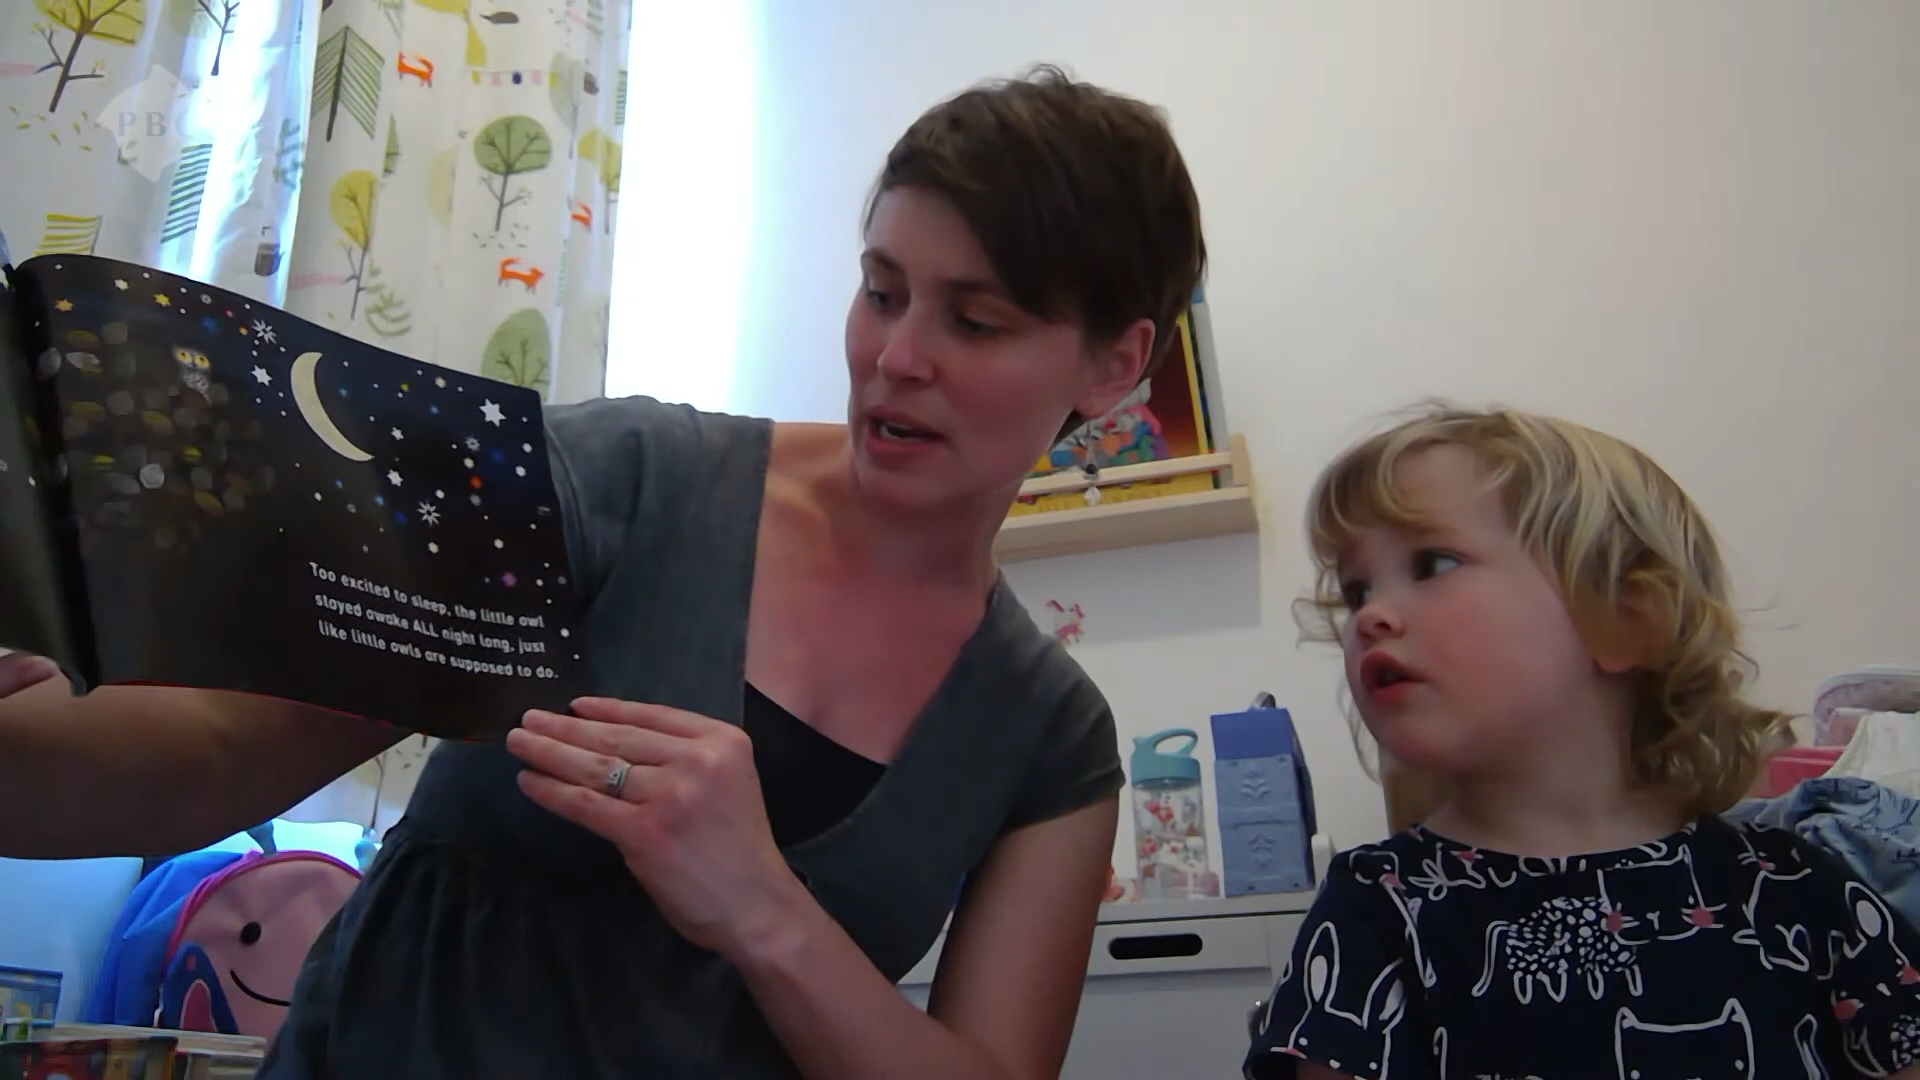 PBC
Too excited to sleep, the little owl
stayed awake ALL night long, just
like little owls are supposed to do.